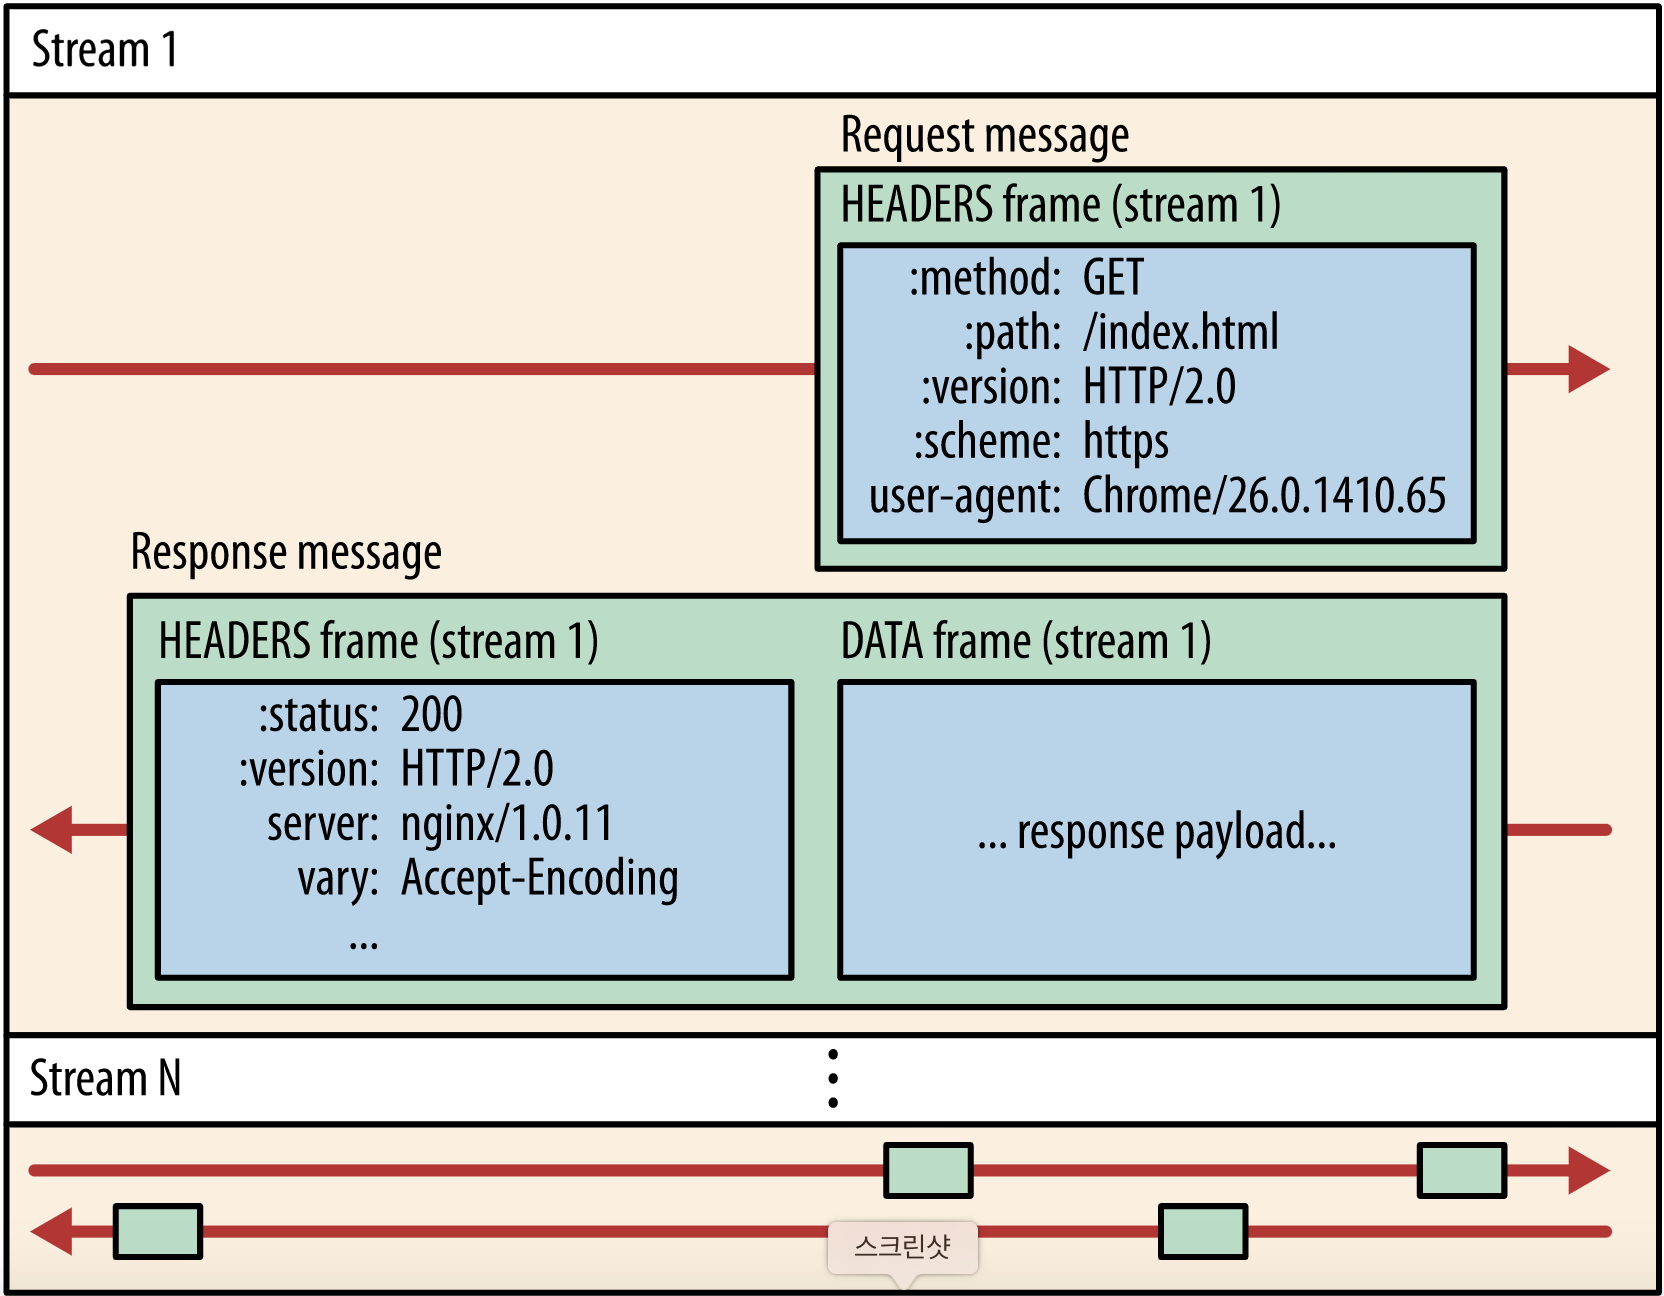 Stream 1
Request message
HEADERS frame (stream 1)
:method: GET
:path: /index.html
:version: HTTP/2.0
:scheme: https
user-agent: Chrome/26.0.1410.65
Response message
HEADERS frame (stream 1)
:status: 200
:version: HTTP/2.0
server: nginx/1.0.11
vary: Accept-Encoding
...
DATA frame (stream 1)
... response payload...
Stream N
스크린샷